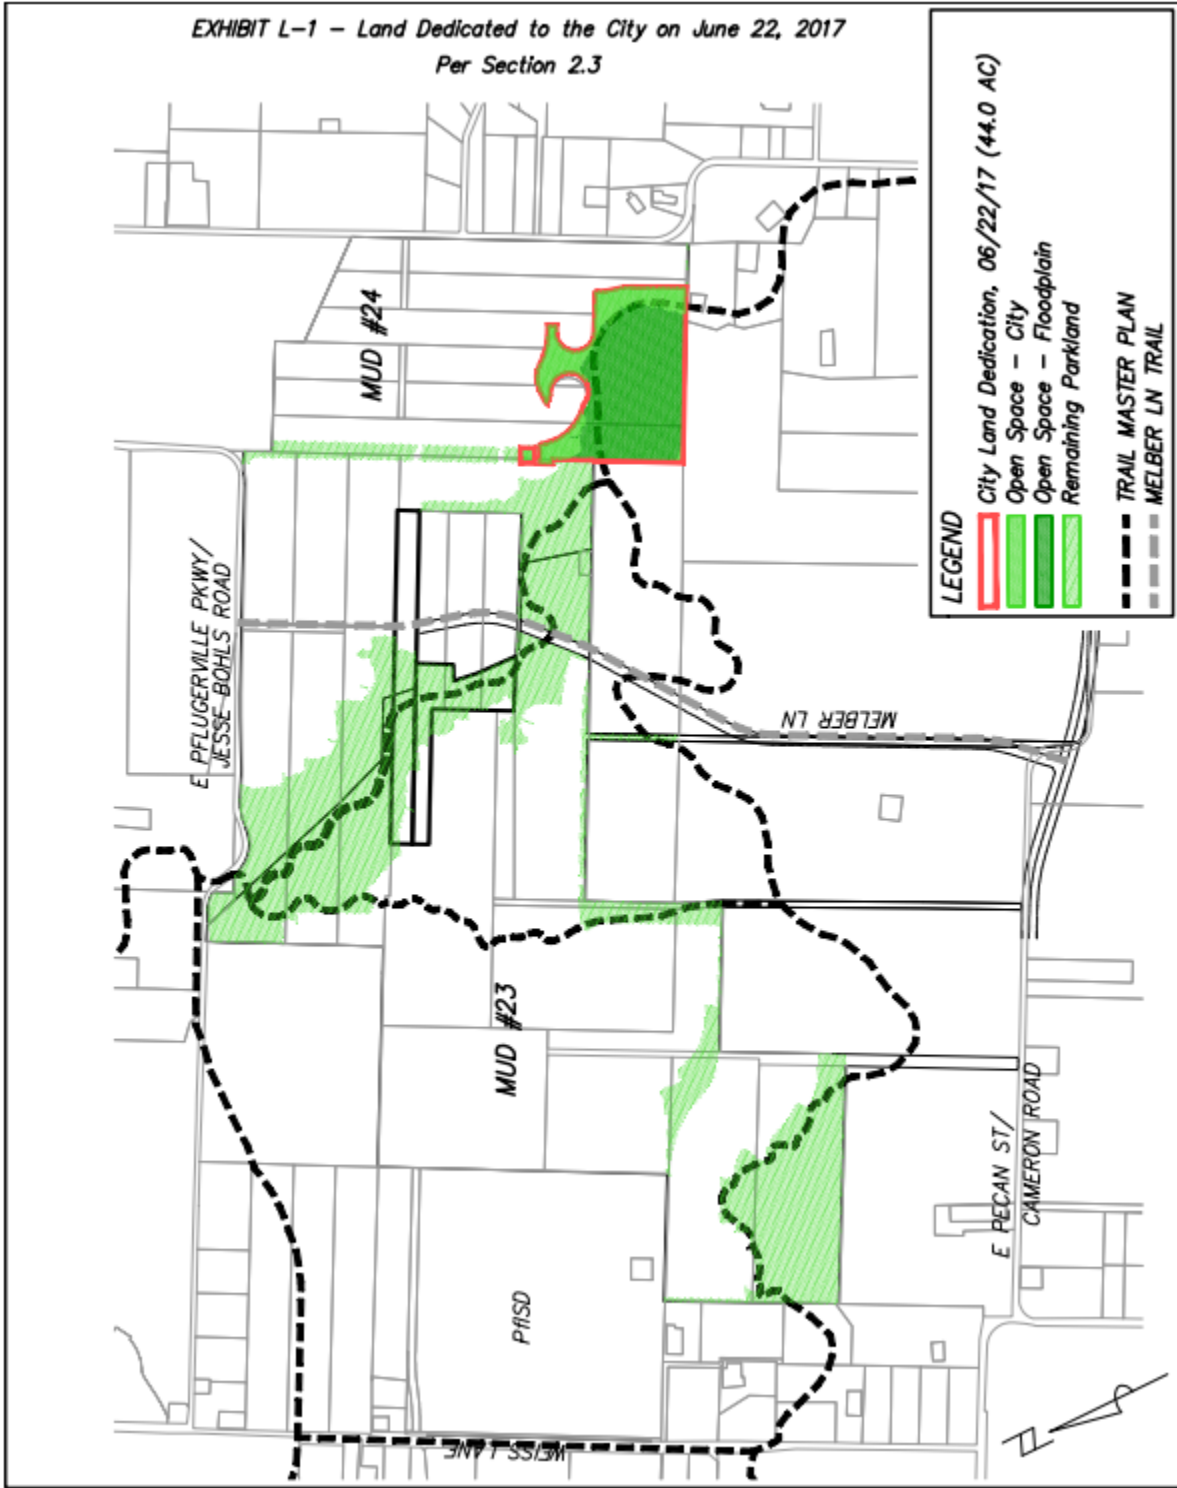 EXHIBIT L-1 - Land Dedicated to the City on June 22, 2017
Per Section 2.3
LEGEND
City Land Dedication, 06/22/17 (44.0 AC)
Open Space - City
Open Space - Floodplain
Remaining Parkland
TRAIL MASTER PLAN
MELBER LN TRAIL
MUD #24
E PFLUGERVILLE PKWY/
JESSE BOHLS ROAD
MELBER LN
MUD #23
E PECAN ST/
CAMERON ROAD
PfISD
WEISS LANE
N